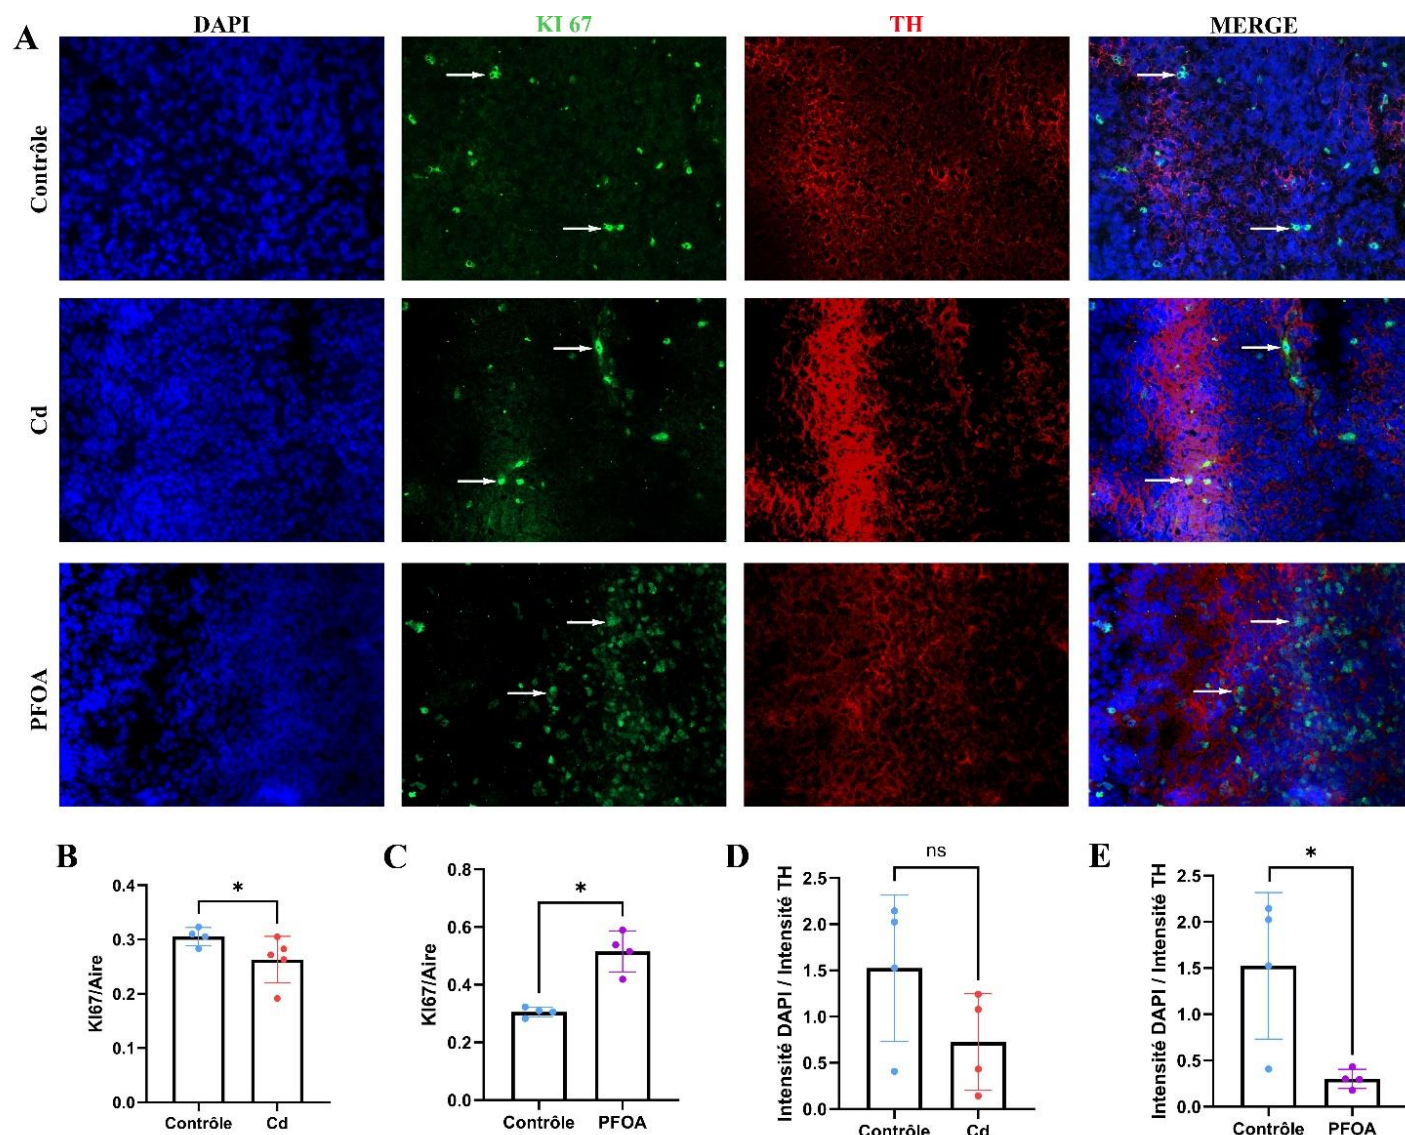 A
DAPI
KI 67
TH
MERGE
Contrôle
Cd
PFOA
B
KI67/Aire
0.4
0.3
0.2
0.1
0.0
*
Contrôle
Cd
C
KI67/Aire
0.8
0.6
0.4
0.2
0.0
*
Contrôle
PFOA
D
Intensité DAPI / Intensité TH
2.5
2.0
1.5
1.0
0.5
0.0
ns
Contrôle
Cd
E
Intensité DAPI / Intensité TH
2.5
2.0
1.5
1.0
0.5
0.0
*
Contrôle
PFOA